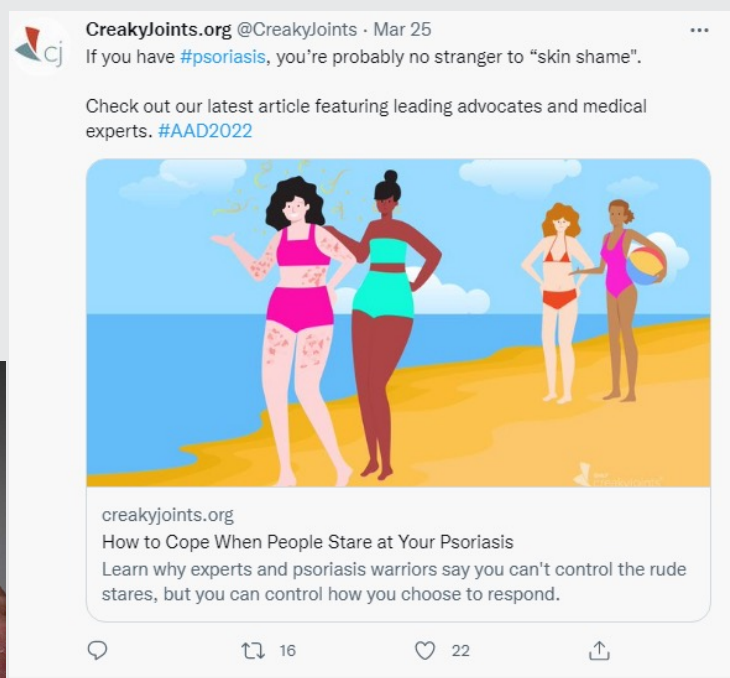 CreakyJoints.org @CreakyJoints · Mar 25
cj
If you have #psoriasis, you’re probably no stranger to “skin shame".
Check out our latest article featuring leading advocates and medical
experts. #AAD2022
creakyjoints
creakyjoints.org
How to Cope When People Stare at Your Psoriasis
Learn why experts and psoriasis warriors say you can't control the rude
stares, but you can control how you choose to respond.
16
22